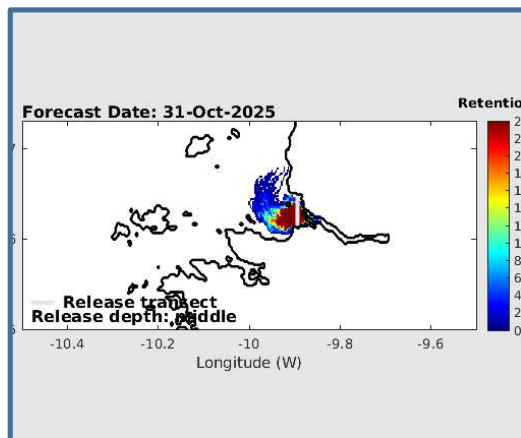 Retentio
Forecast Date: 31-Oct-2025
Release transect
Release depth: middle
-10.4 -10.2 -10 -9.8 -9.6
Longitude (W)